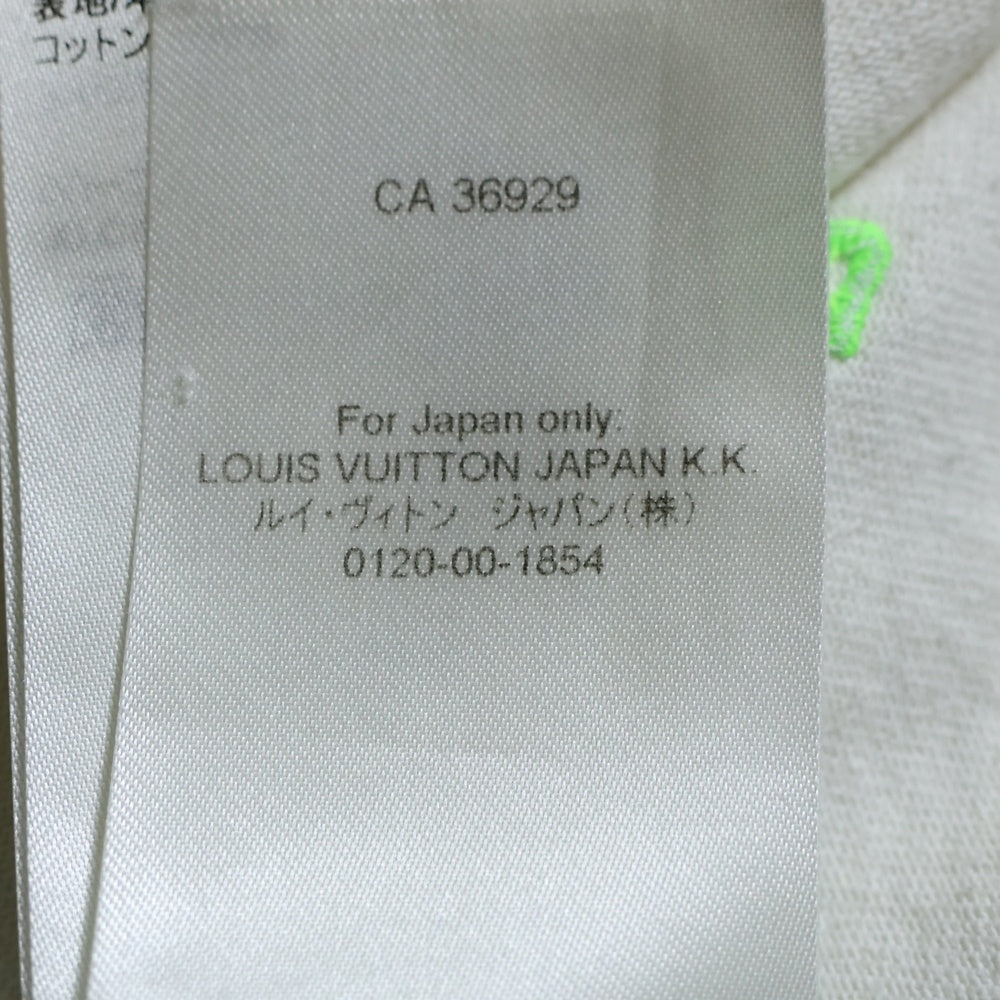 コットン
CA 36929
For Japan only:
LOUIS VUITTON JAPAN K.K.
ルイ・ヴィトン ジャパン(株)
0120-00-1854